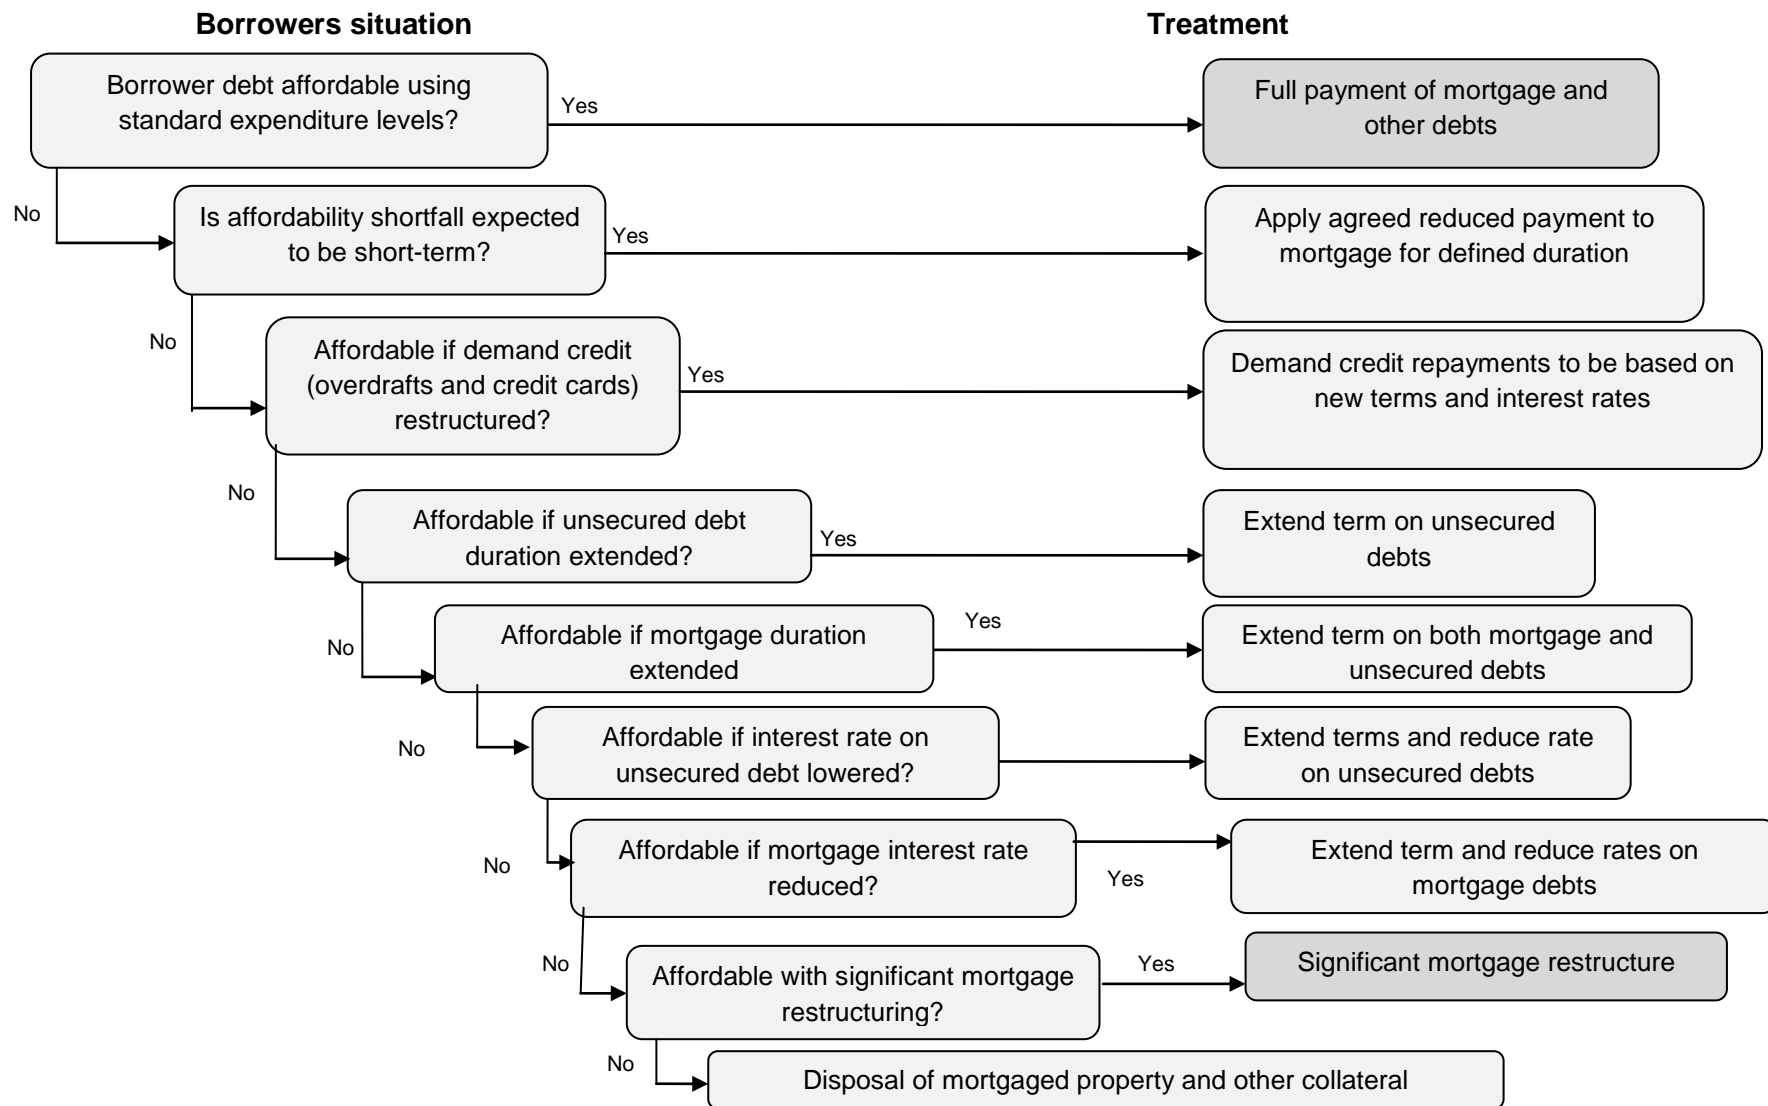 Borrowers situation
Treatment
Borrower debt affordable using
standard expenditure levels?
Yes
Full payment of mortgage and
other debts
No
Is affordability shortfall expected
to be short-term?
Yes
Apply agreed reduced payment to
mortgage for defined duration
No
Affordable if demand credit
(overdrafts and credit cards)
restructured?
Yes
Demand credit repayments to be based on
new terms and interest rates
No
Affordable if unsecured debt
duration extended?
Yes
Extend term on unsecured
debts
No
Affordable if mortgage duration
extended
Yes
Extend term on both mortgage and
unsecured debts
No
Affordable if interest rate on
unsecured debt lowered?
Extend terms and reduce rate
on unsecured debts
No
Affordable if mortgage interest rate
reduced?
Yes
Extend term and reduce rates on
mortgage debts
No
Affordable with significant mortgage
restructuring?
Yes
Significant mortgage restructure
No
Disposal of mortgaged property and other collateral